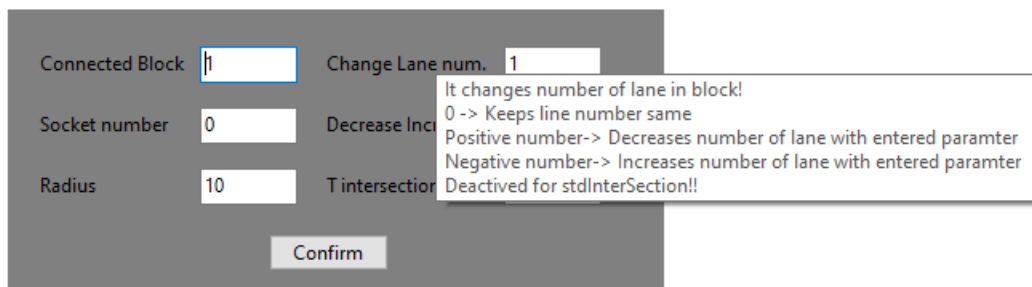 Connected Block 1 Change Lane num. 1
It changes number of lane in block!
0 -> Keeps line number same
Socket number 0 Decrease
Positive number-> Decreases number of lane with entered paramter
Negative number-> Increases number of lane with entered paramter
Radius 10 T intersection
Deactived for stdInterSection!!
Confirm